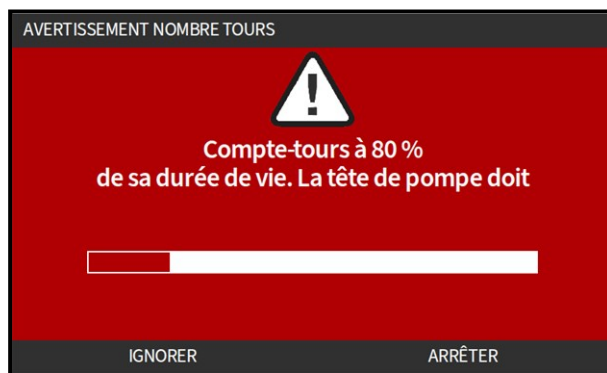 AVERTISSEMENT NOMBRE TOURS
!
Compte-tours à 80 %
de sa durée de vie. La tête de pompe doit
IGNORER
ARRÊTER